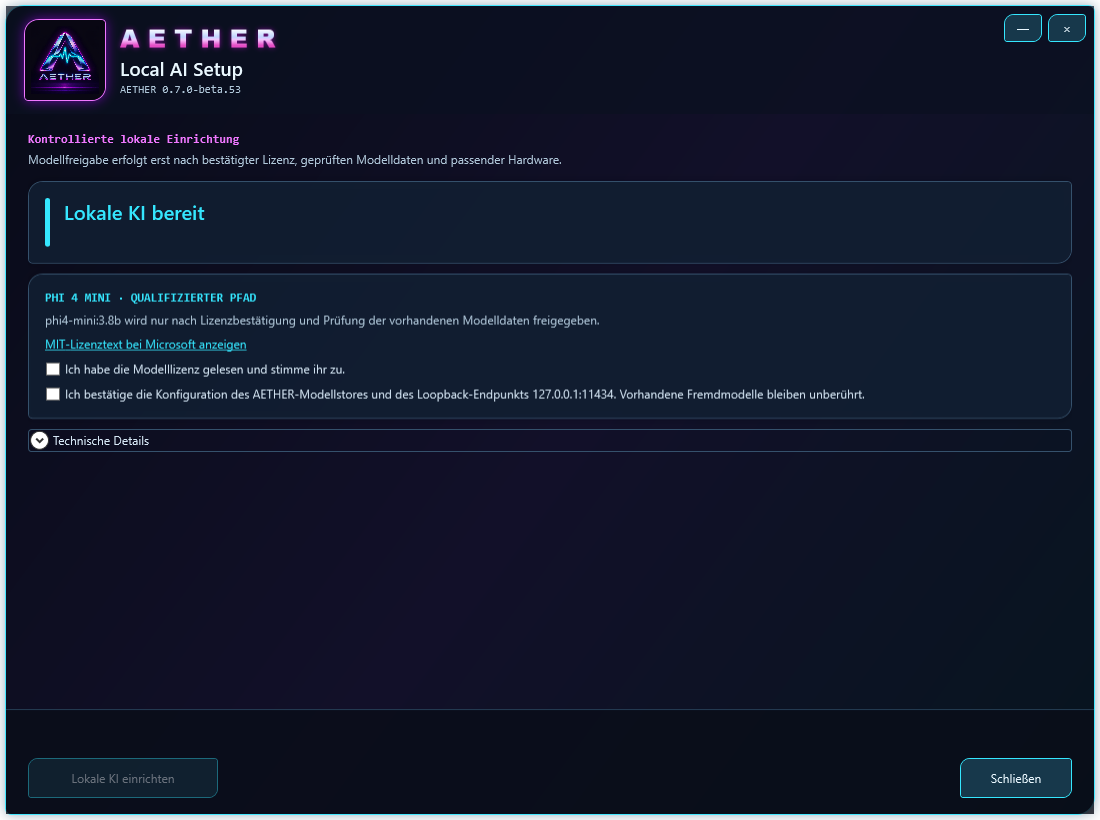 AETHER
AETHER
Local AI Setup
AETHER 0.7.0-beta.53
Kontrollierte lokale Einrichtung
Modellfreigabe erfolgt erst nach bestätigter Lizenz, geprüften Modelldaten und passender Hardware.
Lokale KI bereit
PHI 4 MINI · QUALIFIZIERTER PFAD
phi4-mini:3.8b wird nur nach Lizenzbestätigung und Prüfung der vorhandenen Modelldaten freigegeben.
MIT-Lizenztext bei Microsoft anzeigen
Ich habe die Modelllizenz gelesen und stimme ihr zu.
Ich bestätige die Konfiguration des AETHER-Modellstores und des Loopback-Endpunkts 127.0.0.1:11434. Vorhandene Fremdmodelle bleiben unberührt.
Technische Details
Lokale KI einrichten
Schließen